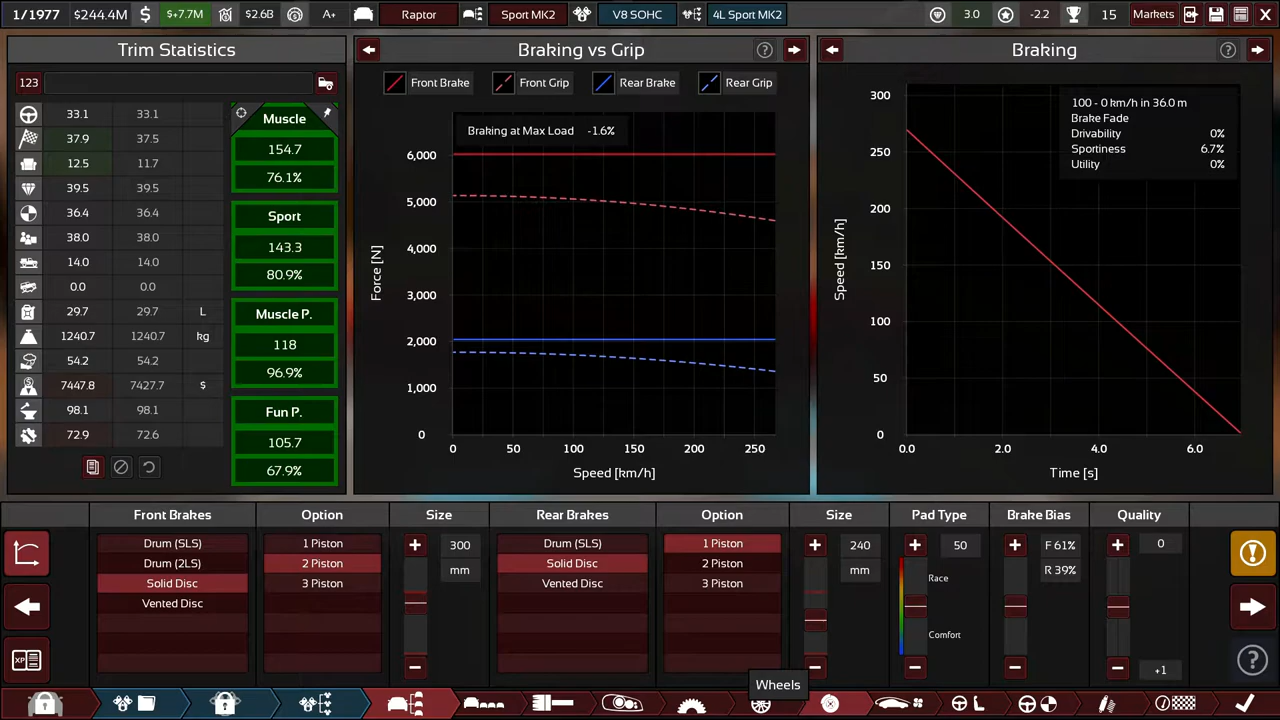 1/1977 $244.4M $+7.7M $2.6B A+ Raptor Sport MK2 V8 SOHC 4L Sport MK2 3.0 -2.2 15 Markets
Trim Statistics
123
33.1 33.1
37.9 37.5
12.5 11.7
39.5 39.5
36.4 36.4
38.0 38.0
14.0 14.0
0.0 0.0
29.7 29.7 L
1240.7 1240.7 kg
54.2 54.2
7447.8 7427.7 $
98.1 98.1
72.9 72.6
Muscle
154.7
76.1%
Sport
143.3
80.9%
Muscle P.
118
96.9%
Fun P.
105.7
67.9%
Braking vs Grip
Front Brake Front Grip Rear Brake Rear Grip
Braking at Max Load -1.6%
6,000
5,000
4,000
3,000
2,000
1,000
0
Force [N]
0 50 100 150 200 250
Speed [km/h]
Braking
100 - 0 km/h in 36.0 m
Brake Fade
Drivability 0%
Sportiness 6.7%
Utility 0%
300
250
200
150
100
50
0
Speed [km/h]
0.0 2.0 4.0 6.0
Time [s]
Front Brakes
Drum (SLS)
Drum (2LS)
Solid Disc
Vented Disc
Option
1 Piston
2 Piston
3 Piston
Size
300
mm
Rear Brakes
Drum (SLS)
Solid Disc
Vented Disc
Option
1 Piston
2 Piston
3 Piston
Size
240
mm
Pad Type
50
Race
Comfort
Brake Bias
F 61%
R 39%
Quality
0
+1
XP
Wheels